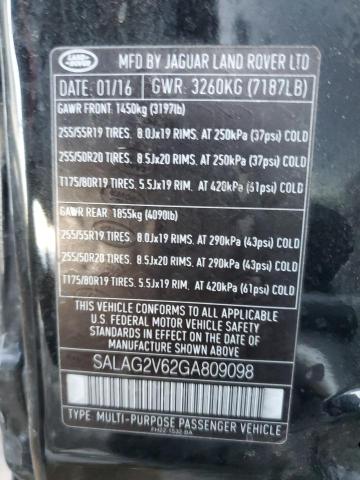 LAND ROVER
MFD BY JAGUAR LAND ROVER LTD
DATE: 01/16 GWR: 3260KG (7187LB)
GAWR FRONT: 1450kg (3197lb)
255/55R19 TIRES. 8.0Jx19 RIMS. AT 250kPa (37psi) COLD
255/50R20 TIRES. 8.5Jx20 RIMS. AT 250kPa (37psi) COLD
T175/80R19 TIRES. 5.5Jx19 RIM. AT 420kPa (61psi) COLD
GAWR REAR: 1855kg (4090lb)
255/55R19 TIRES. 8.0Jx19 RIMS. AT 290kPa (43psi) COLD
255/50R20 TIRES. 8.5Jx20 RIMS. AT 290kPa (43psi) COLD
T175/80R19 TIRES. 5.5Jx19 RIM. AT 420kPa (61psi) COLD
THIS VEHICLE CONFORMS TO ALL APPLICABLE
U.S. FEDERAL MOTOR VEHICLE SAFETY STANDARDS
IN EFFECT ON THE DATE OF MANUFACTURE SHOWN ABOVE.
SALAG2V62GA809098
TYPE: MULTI-PURPOSE PASSENGER VEHICLE
FH22 1532 BA